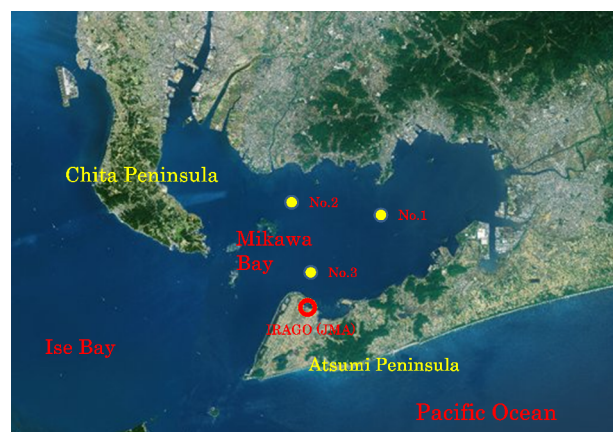 Chita Peninsula
No.2
No.1
Mikawa
Bay
No.3
IRAGO (JMA)
Ise Bay
Atsumi Peninsula
Pacific Ocean